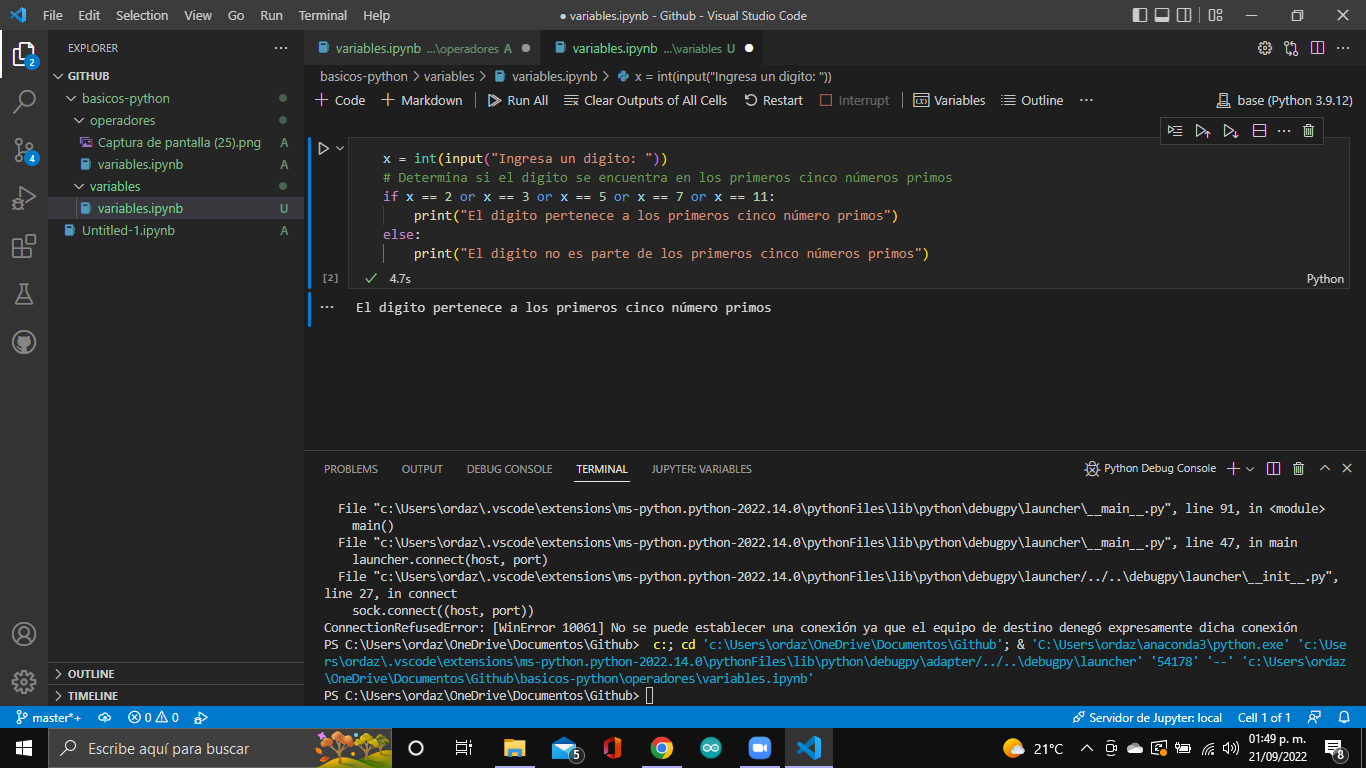 File Edit Selection View Go Run Terminal Help
● variables.ipynb - Github - Visual Studio Code
EXPLORER
GITHUB
basicos-python
operadores
Captura de pantalla (25).png A
variables.ipynb A
variables
variables.ipynb U
Untitled-1.ipynb A
OUTLINE
TIMELINE
2
4
variables.ipynb ...\operadores A
variables.ipynb ...\variables U
basicos-python > variables > variables.ipynb > x = int(input("Ingresa un digito: "))
+ Code + Markdown Run All Clear Outputs of All Cells Restart Interrupt Variables Outline ... base (Python 3.9.12)
x = int(input("Ingresa un digito: "))
# Determina si el digito se encuentra en los primeros cinco números primos
if x == 2 or x == 3 or x == 5 or x == 7 or x == 11:
print("El digito pertenece a los primeros cinco número primos")
else:
print("El digito no es parte de los primeros cinco números primos")
[2] 4.7s Python
El digito pertenece a los primeros cinco número primos
PROBLEMS OUTPUT DEBUG CONSOLE TERMINAL JUPYTER: VARIABLES
Python Debug Console
File "c:\Users\ordaz\.vscode\extensions\ms-python.python-2022.14.0\pythonFiles\lib\python\debugpy\launcher\__main__.py", line 91, in <module>
main()
File "c:\Users\ordaz\.vscode\extensions\ms-python.python-2022.14.0\pythonFiles\lib\python\debugpy\launcher\__main__.py", line 47, in main
launcher.connect(host, port)
File "c:\Users\ordaz\.vscode\extensions\ms-python.python-2022.14.0\pythonFiles\lib\python\debugpy\launcher/../..\debugpy\launcher\__init__.py",
line 27, in connect
sock.connect((host, port))
ConnectionRefusedError: [WinError 10061] No se puede establecer una conexión ya que el equipo de destino denegó expresamente dicha conexión
PS C:\Users\ordaz\OneDrive\Documentos\Github> c:; cd 'c:\Users\ordaz\OneDrive\Documentos\Github'; & 'C:\Users\ordaz\anaconda3\python.exe' 'c:\Use
rs\ordaz\.vscode\extensions\ms-python.python-2022.14.0\pythonFiles\lib\python\debugpy\adapter/../..\debugpy\launcher' '54178' '--' 'c:\Users\ordaz
\OneDrive\Documentos\Github\basicos-python\operadores\variables.ipynb'
PS C:\Users\ordaz\OneDrive\Documentos\Github>
master*+ 0 0 Servidor de Jupyter: local Cell 1 of 1
Escribe aquí para buscar
5
21°C
01:49 p. m.
21/09/2022
8